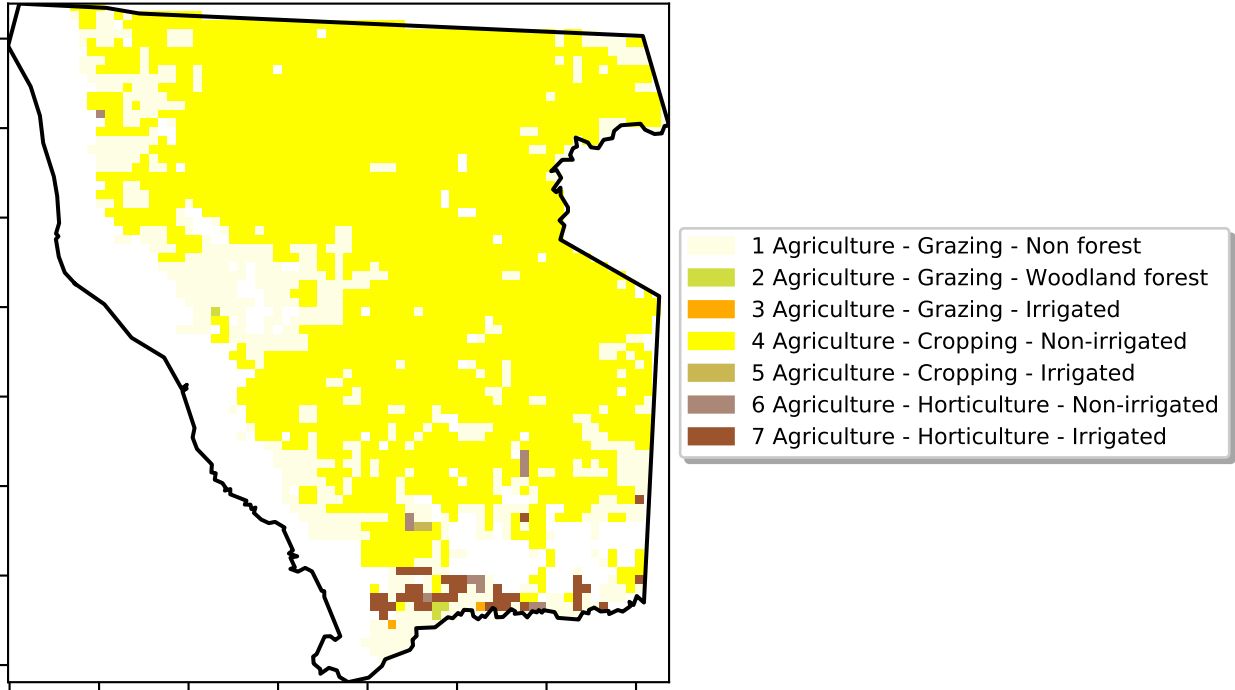 1 Agriculture - Grazing - Non forest
2 Agriculture - Grazing - Woodland forest
3 Agriculture - Grazing - Irrigated
4 Agriculture - Cropping - Non-irrigated
5 Agriculture - Cropping - Irrigated
6 Agriculture - Horticulture - Non-irrigated
7 Agriculture - Horticulture - Irrigated